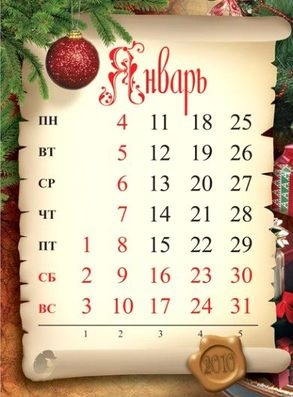 Январь
ПН 4 11 18 25
ВТ 5 12 19 26
СР 6 13 20 27
ЧТ 7 14 21 28
ПТ 1 8 15 22 29
СБ 2 9 16 23 30
ВС 3 10 17 24 31
1 2 3 4 5
2016